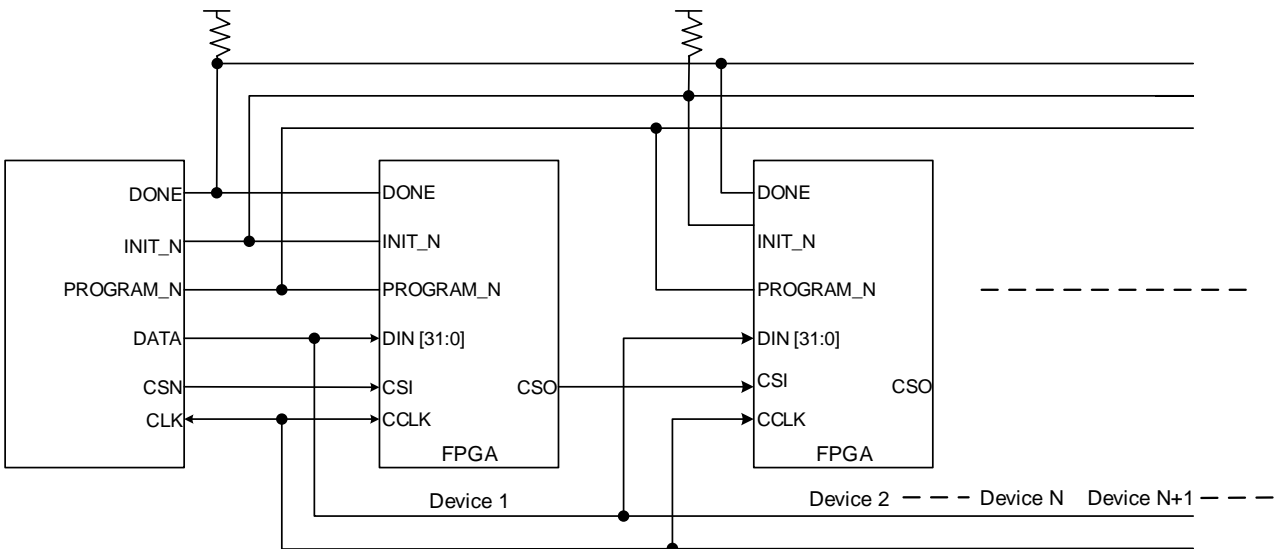 DONE
INIT_N
PROGRAM_N
DATA
CSN
CLK
DONE
INIT_N
PROGRAM_N
DIN [31:0]
CSI
CSO
CCLK
FPGA
DONE
INIT_N
PROGRAM_N
DIN [31:0]
CSI
CSO
CCLK
FPGA
Device 1
Device 2
Device N
Device N+1